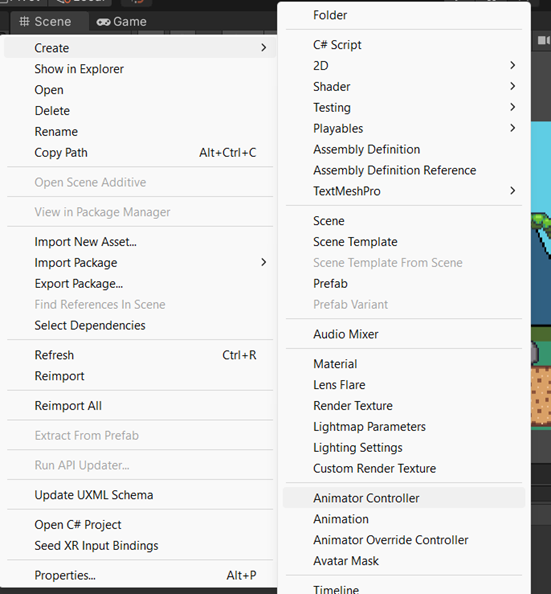 Scene
Game
Create
Show in Explorer
Open
Delete
Rename
Copy Path Alt+Ctrl+C
Open Scene Additive
View in Package Manager
Import New Asset...
Import Package
Export Package...
Find References In Scene
Select Dependencies
Refresh Ctrl+R
Reimport
Reimport All
Extract From Prefab
Run API Updater...
Update UXML Schema
Open C# Project
Seed XR Input Bindings
Properties... Alt+P
Folder
C# Script
2D
Shader
Testing
Playables
Assembly Definition
Assembly Definition Reference
TextMeshPro
Scene
Scene Template
Scene Template From Scene
Prefab
Prefab Variant
Audio Mixer
Material
Lens Flare
Render Texture
Lightmap Parameters
Lighting Settings
Custom Render Texture
Animator Controller
Animation
Animator Override Controller
Avatar Mask
Timeline